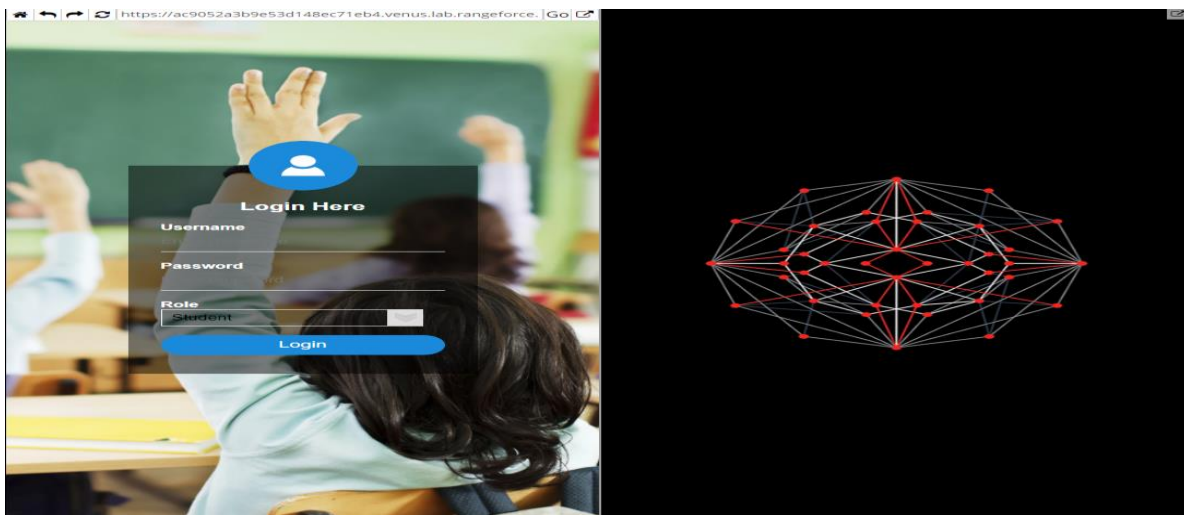 https://ac9052a3b9e53d148ec71eb4.venus.lab.rangeforce. Go
Login Here
Username
Password
Role
Student
Login